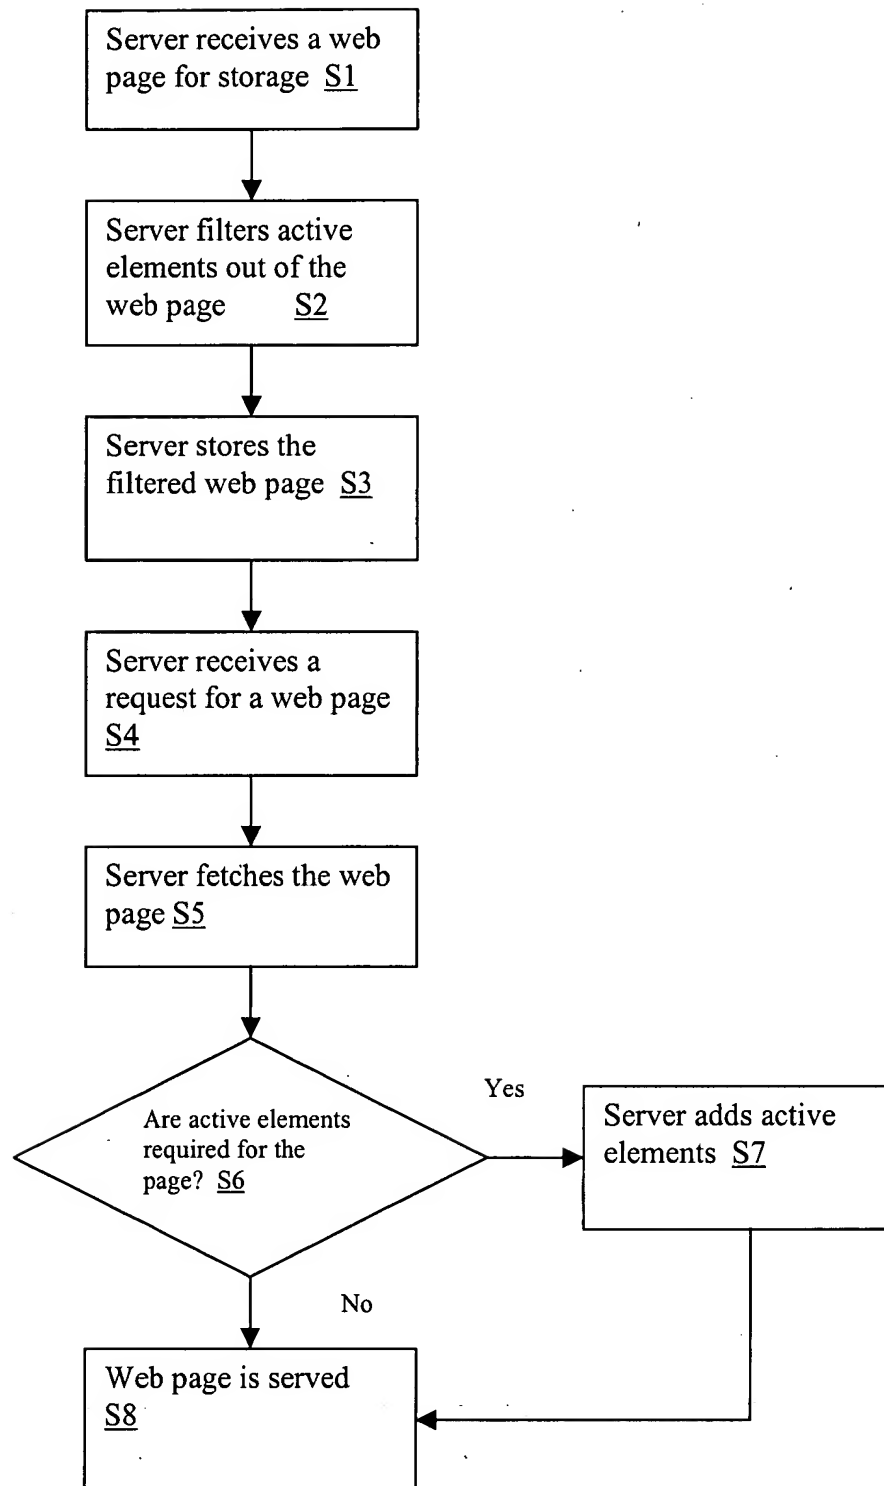 Server receives a web
page for storage S1
Server filters active
elements out of the
web page S2
Server stores the
filtered web page S3
Server receives a
request for a web page
S4
Server fetches the web
page S5
Are active elements
required for the
page? S6
Yes
Server adds active
elements S7
No
Web page is served
S8